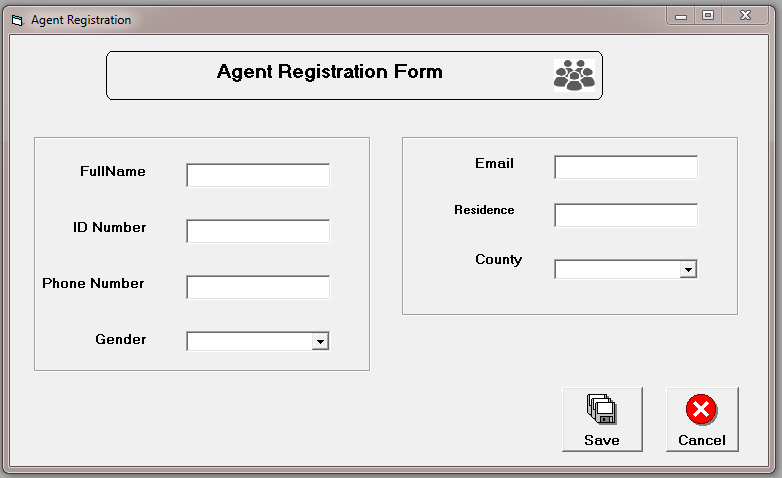 Agent Registration
Agent Registration Form
FullName
ID Number
Phone Number
Gender
Email
Residence
County
Save
Cancel